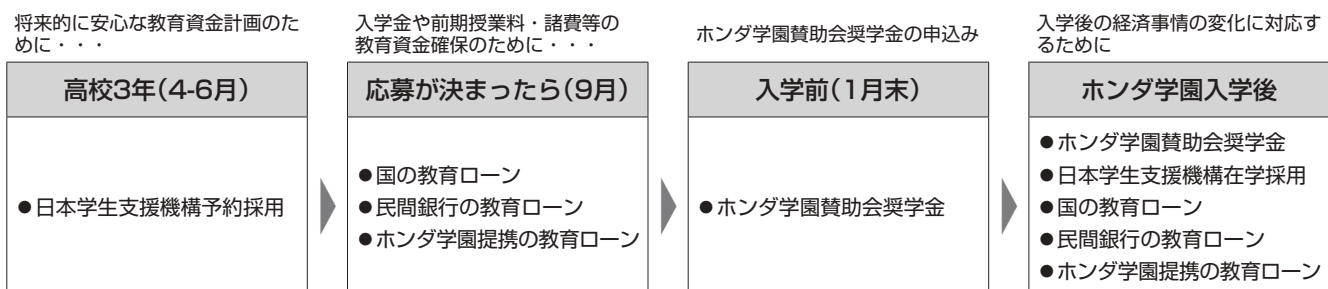 将来的に安心な教育資金計画のた
めに・・・
高校3年(4-6月)
●日本学生支援機構予約採用
入学金や前期授業料・諸費等の
教育資金確保のために・・・
応募が決まったら(9月)
●国の教育ローン
●民間銀行の教育ローン
●ホンダ学園提携の教育ローン
ホンダ学園賛助会奨学金の申込み
入学前(1月末)
●ホンダ学園賛助会奨学金
入学後の経済事情の変化に対応す
るために
ホンダ学園入学後
●ホンダ学園賛助会奨学金
●日本学生支援機構在学採用
●国の教育ローン
●民間銀行の教育ローン
●ホンダ学園提携の教育ローン